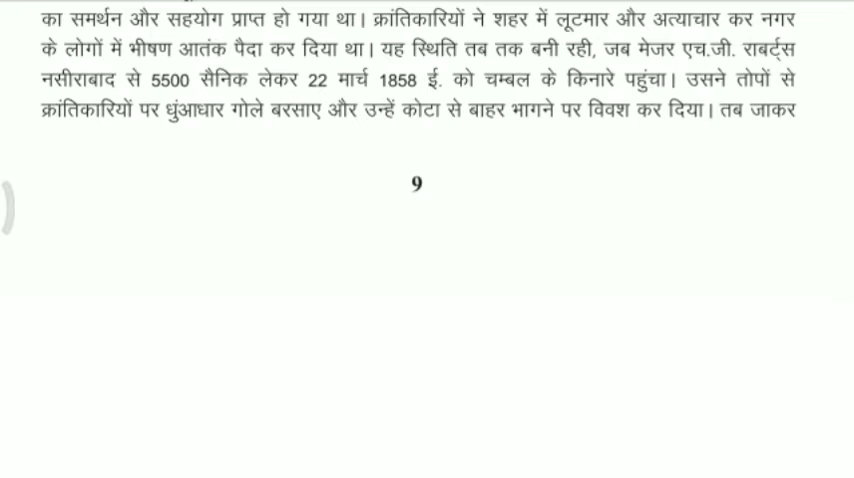 का समर्थन और सहयोग प्राप्त हो गया था। क्रांतिकारियों ने शहर में लूटमार और अत्याचार कर नगर
के लोगों में भीषण आतंक पैदा कर दिया था। यह स्थिति तब तक बनी रही, जब मेजर एच.जी. राबर्ट्स
नसीराबाद से 5500 सैनिक लेकर 22 मार्च 1858 ई. को चम्बल के किनारे पहुंचा। उसने तोपों से
क्रांतिकारियों पर धुंआधार गोले बरसाए और उन्हें कोटा से बाहर भागने पर विवश कर दिया। तब जाकर
9